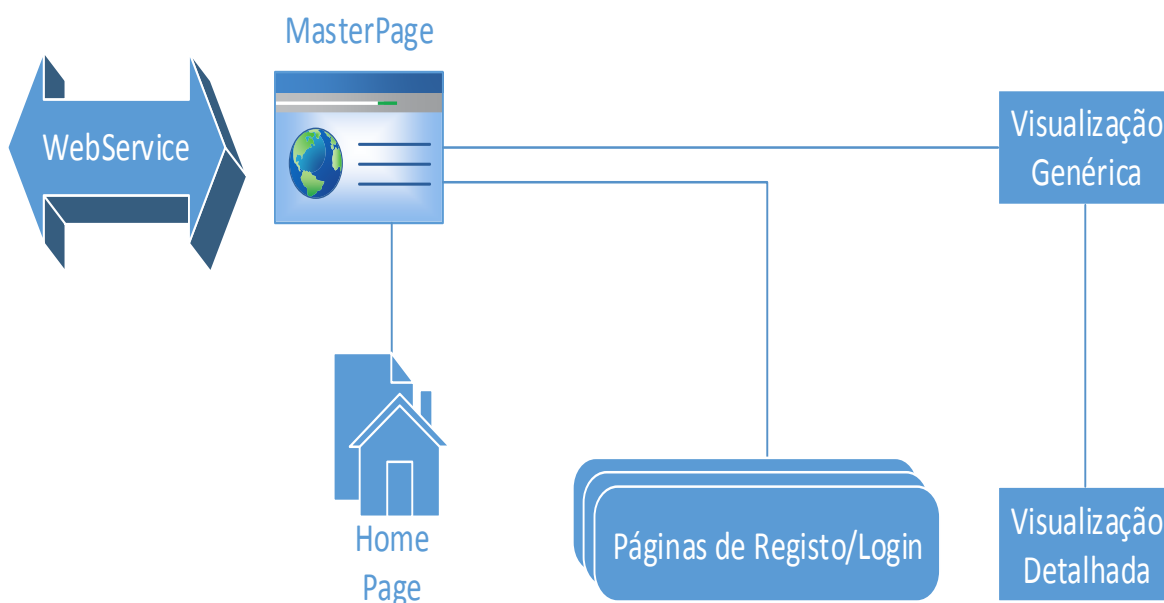 MasterPage
WebService
Visualização
Genérica
Home
Page
Páginas de Registo/Login
Visualização
Detalhada